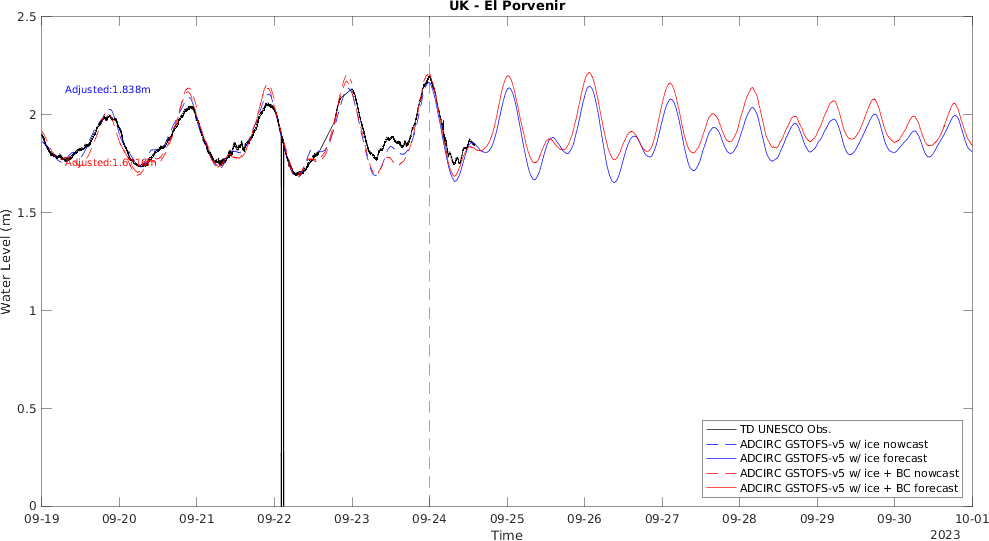 UK - El Porvenir
2.5
2
1.5
1
0.5
0
Water Level (m)
Adjusted:1.838m
09-19 09-20 09-21 09-22 09-23 09-24 09-25 09-26 09-27 09-28 09-29 09-30 10-01
Time
2023
TD UNESCO Obs.
ADCIRC GSTOFS-v5 w/ ice nowcast
ADCIRC GSTOFS-v5 w/ ice forecast
ADCIRC GSTOFS-v5 w/ ice + BC nowcast
ADCIRC GSTOFS-v5 w/ ice + BC forecast